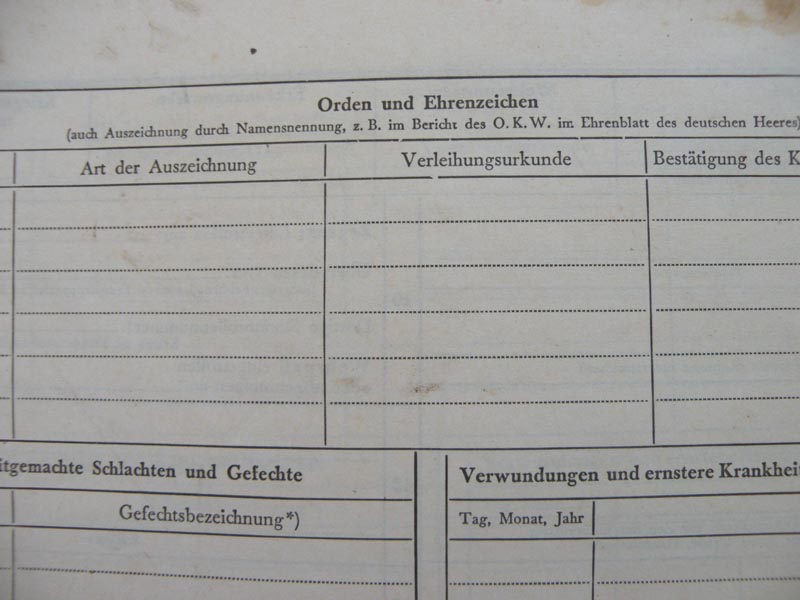 Orden und Ehrenzeichen
(auch Auszeichnung durch Namensnennung, z. B. im Bericht des O.K.W. im Ehrenblatt des deutschen Heeres)
Art der Auszeichnung
Verleihungsurkunde
Bestätigung des K
itgemachte Schlachten und Gefechte
Gefechtsbezeichnung*)
Verwundungen und ernstere Krankhei
Tag, Monat, Jahr